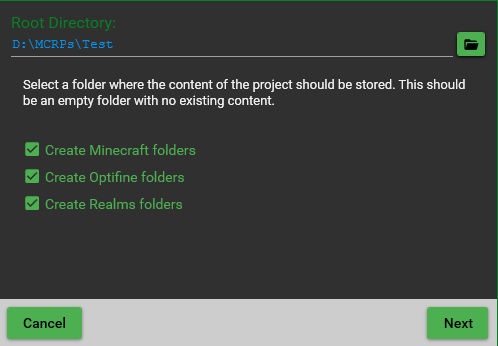 Root Directory:
D:\MCRPs\Test
Select a folder where the content of the project should be stored. This should
be an empty folder with no existing content.
Create Minecraft folders
Create Optifine folders
Create Realms folders
Cancel
Next